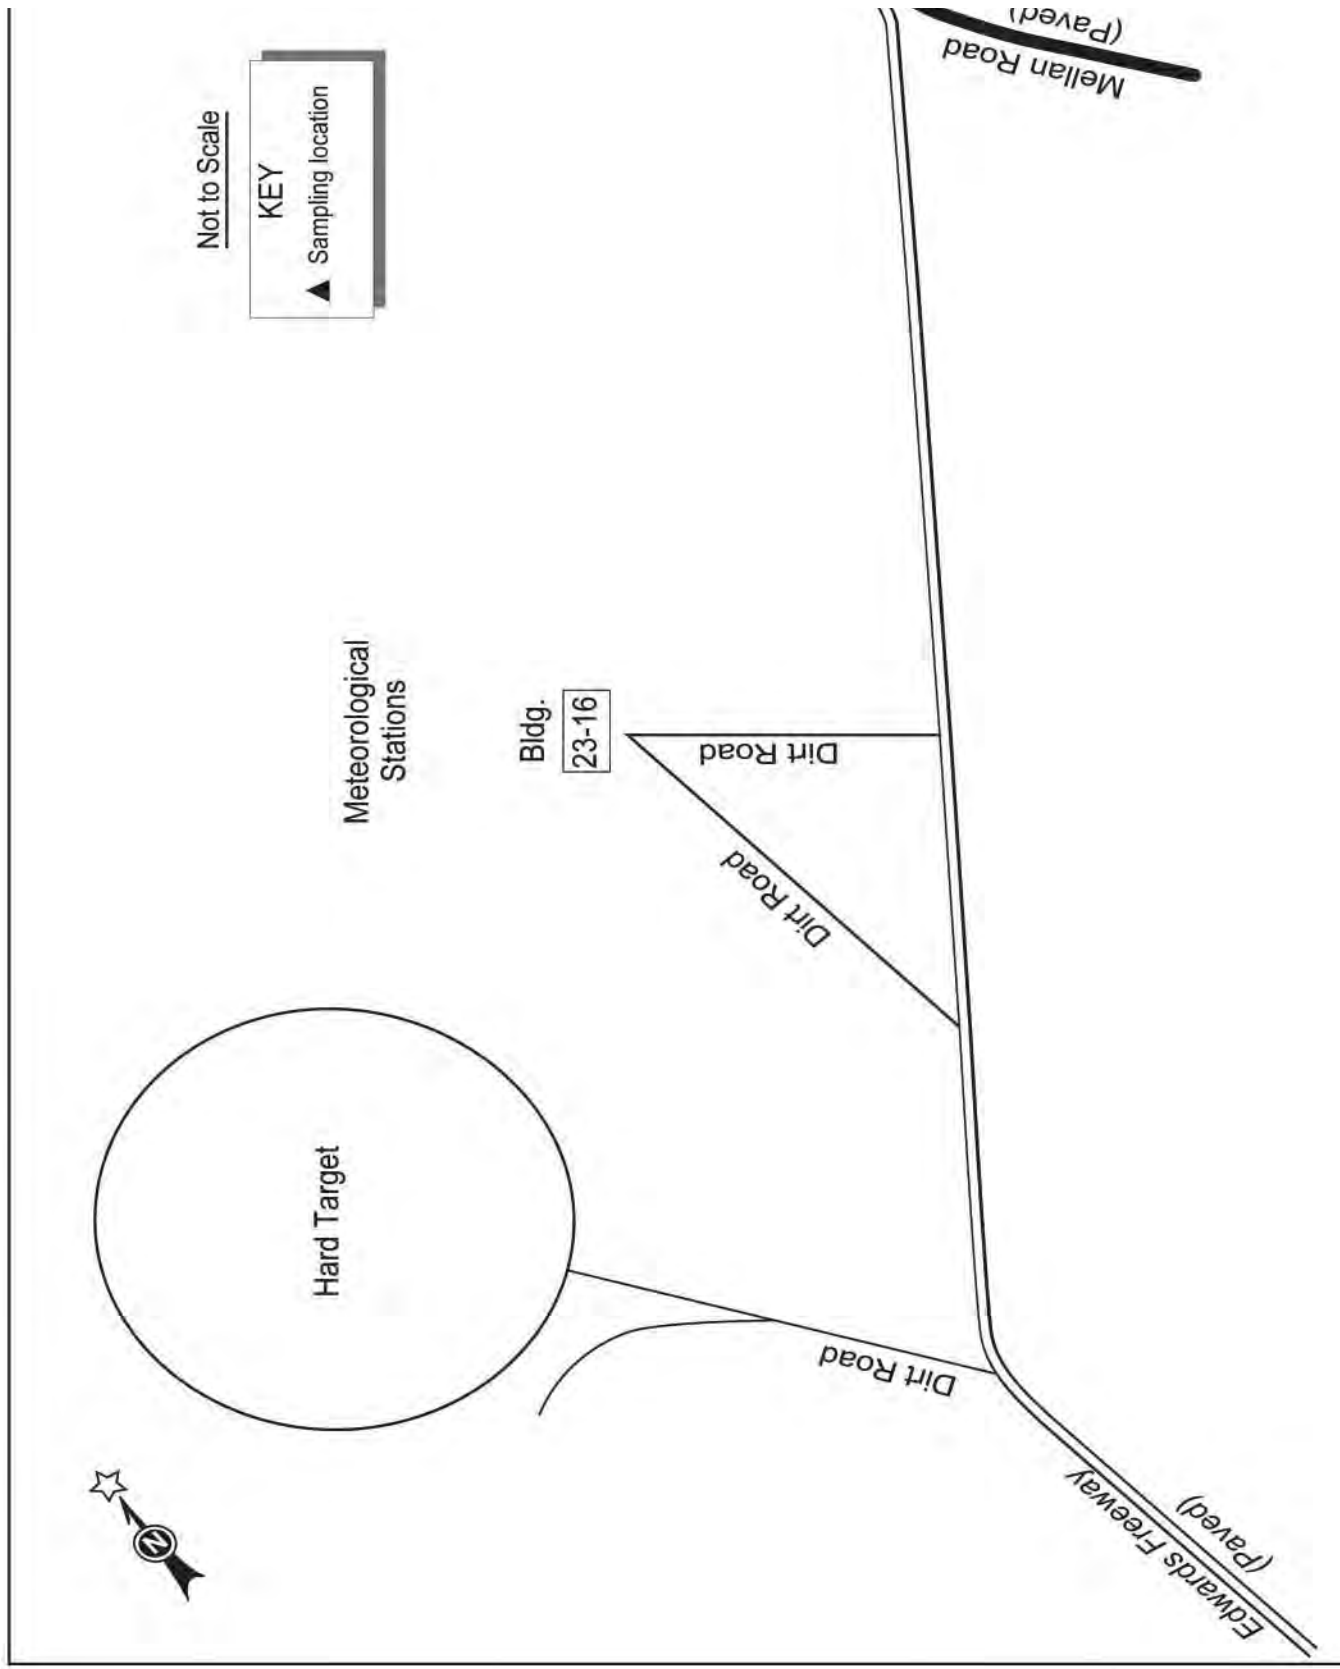 Not to Scale
KEY
▲ Sampling location
Mellan Road
(Paved)
Meteorological
Stations
Bldg.
23-16
Dirt Road
Dirt Road
Hard Target
Dirt Road
N
Edwards Freeway
(Paved)